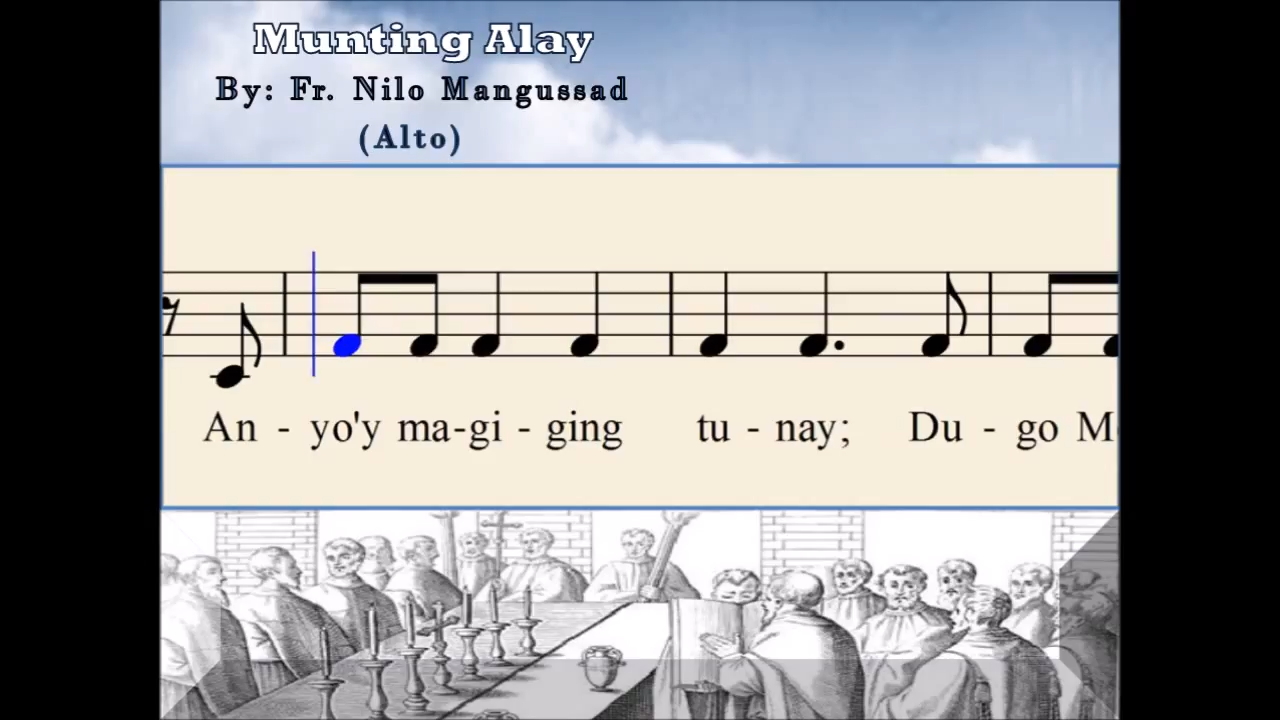 Munting Alay
By: Fr. Nilo Mangussad
(Alto)
An - yo'y ma-gi - ging tu - nay; Du - go M